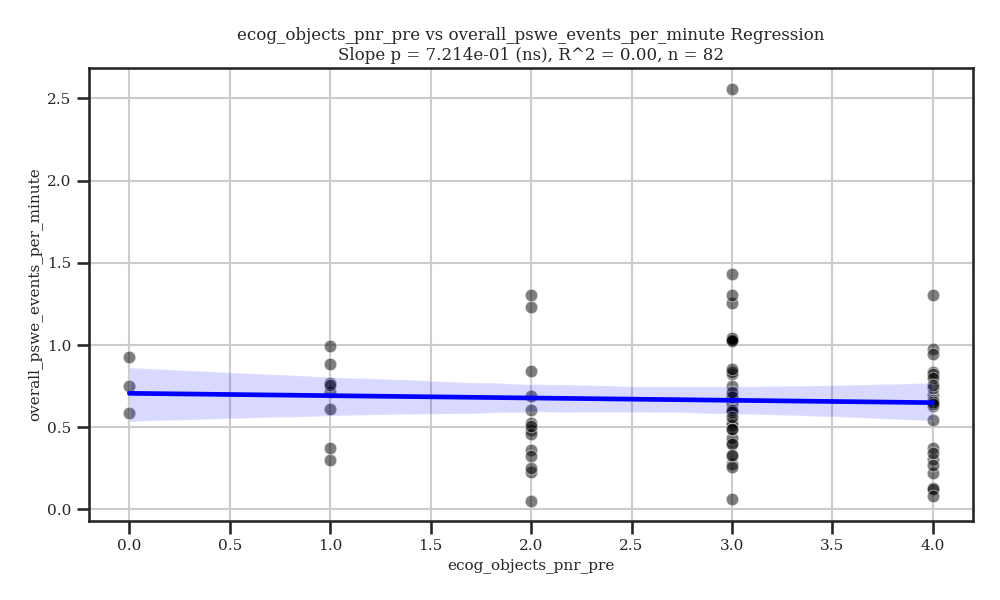 ecog_objects_pnr_pre vs overall_pswe_events_per_minute Regression
Slope p = 7.214e-01 (ns), R^2 = 0.00, n = 82
overall_pswe_events_per_minute
2.5
2.0
1.5
1.0
0.5
0.0
0.0 0.5 1.0 1.5 2.0 2.5 3.0 3.5 4.0
ecog_objects_pnr_pre